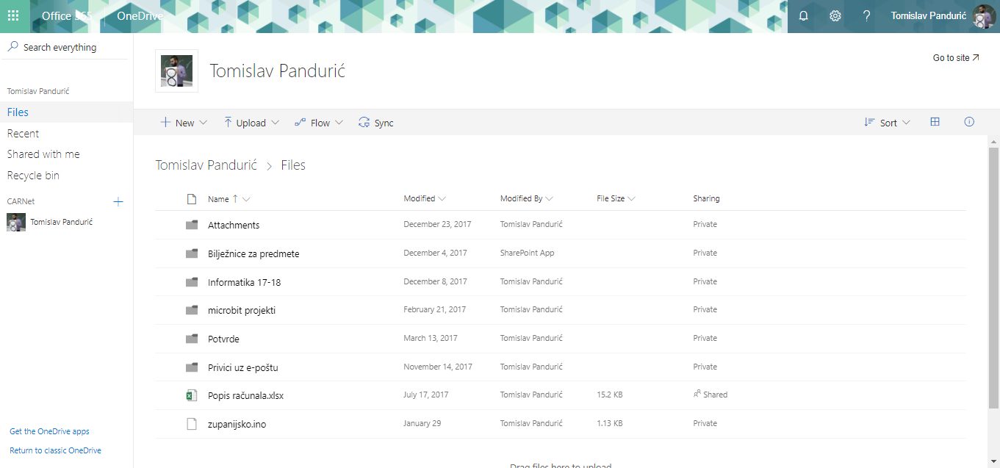 Office 365 OneDrive ? Tomislav Pandurić
Search everything
Go to site
Tomislav Pandurić
Tomislav Pandurić
Files
Recent
Shared with me
Recycle bin
CARNet
Tomislav Pandurić
Get the OneDrive apps
Return to classic OneDrive
New Upload Flow Sync Sort
Tomislav Pandurić > Files
Name Modified Modified By File Size Sharing
Attachments December 23, 2017 Tomislav Pandurić Private
Bilježnice za predmete December 4, 2017 SharePoint App Private
Informatika 17-18 December 8, 2017 Tomislav Pandurić Private
microbit projekti February 21, 2017 Tomislav Pandurić Private
Potvrde March 13, 2017 Tomislav Pandurić Private
Privici uz e-poštu November 14, 2017 Tomislav Pandurić Private
Popis računala.xlsx July 17, 2017 Tomislav Pandurić 15.2 KB Shared
zupanijsko.ino January 29 Tomislav Pandurić 1.13 KB Private
Drag files here to upload